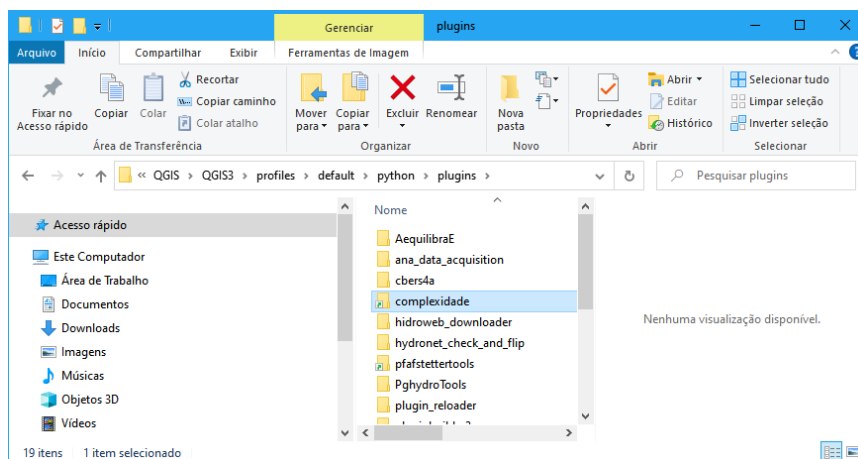 Gerenciar plugins
Arquivo Início Compartilhar Exibir Ferramentas de Imagem
Fixar no
Acesso rápido
Copiar
Colar
Recortar
Copiar caminho
Colar atalho
Área de Transferência
Mover
para
Copiar
para
Excluir
Renomear
Organizar
Nova
pasta
Novo
Propriedades
Abrir
Editar
Histórico
Abrir
Selecionar tudo
Limpar seleção
Inverter seleção
Selecionar
« QGIS › QGIS3 › profiles › default › python › plugins ›
Pesquisar plugins
Acesso rápido
Este Computador
Área de Trabalho
Documentos
Downloads
Imagens
Músicas
Objetos 3D
Vídeos
Nome
AequilibraE
ana_data_acquisition
cbers4a
complexidade
hidroweb_downloader
hydronet_check_and_flip
pfafstettertools
PghydroTools
plugin_reloader
Nenhuma visualização disponível.
19 itens 1 item selecionado